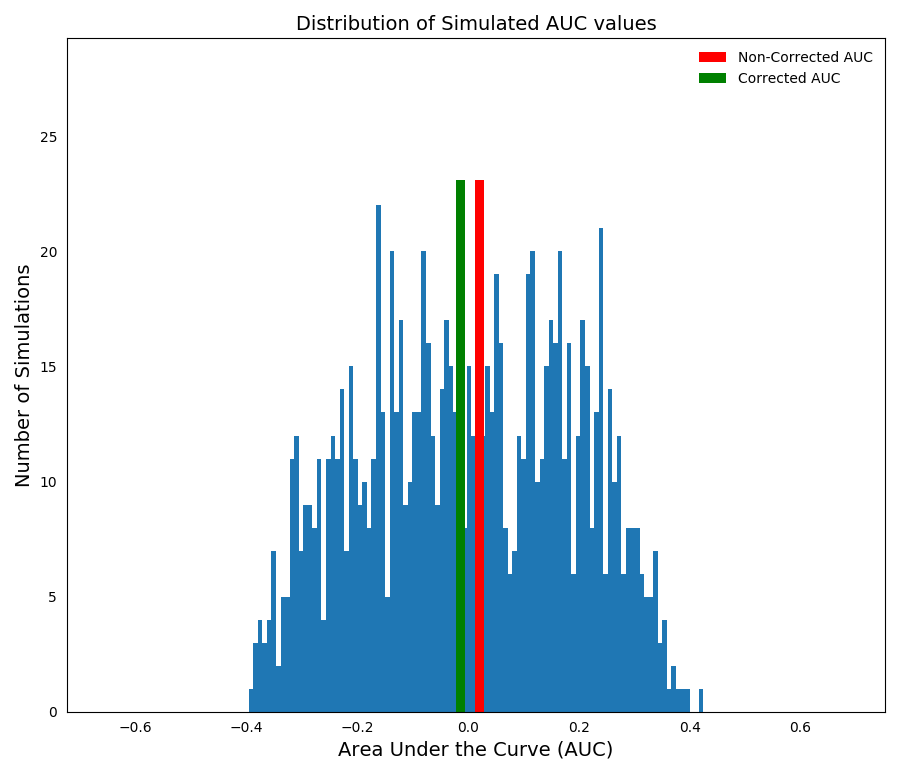 Distribution of Simulated AUC values
Non-Corrected AUC
Corrected AUC
Number of Simulations
25
20
15
10
5
0
−0.6 −0.4 −0.2 0.0 0.2 0.4 0.6
Area Under the Curve (AUC)